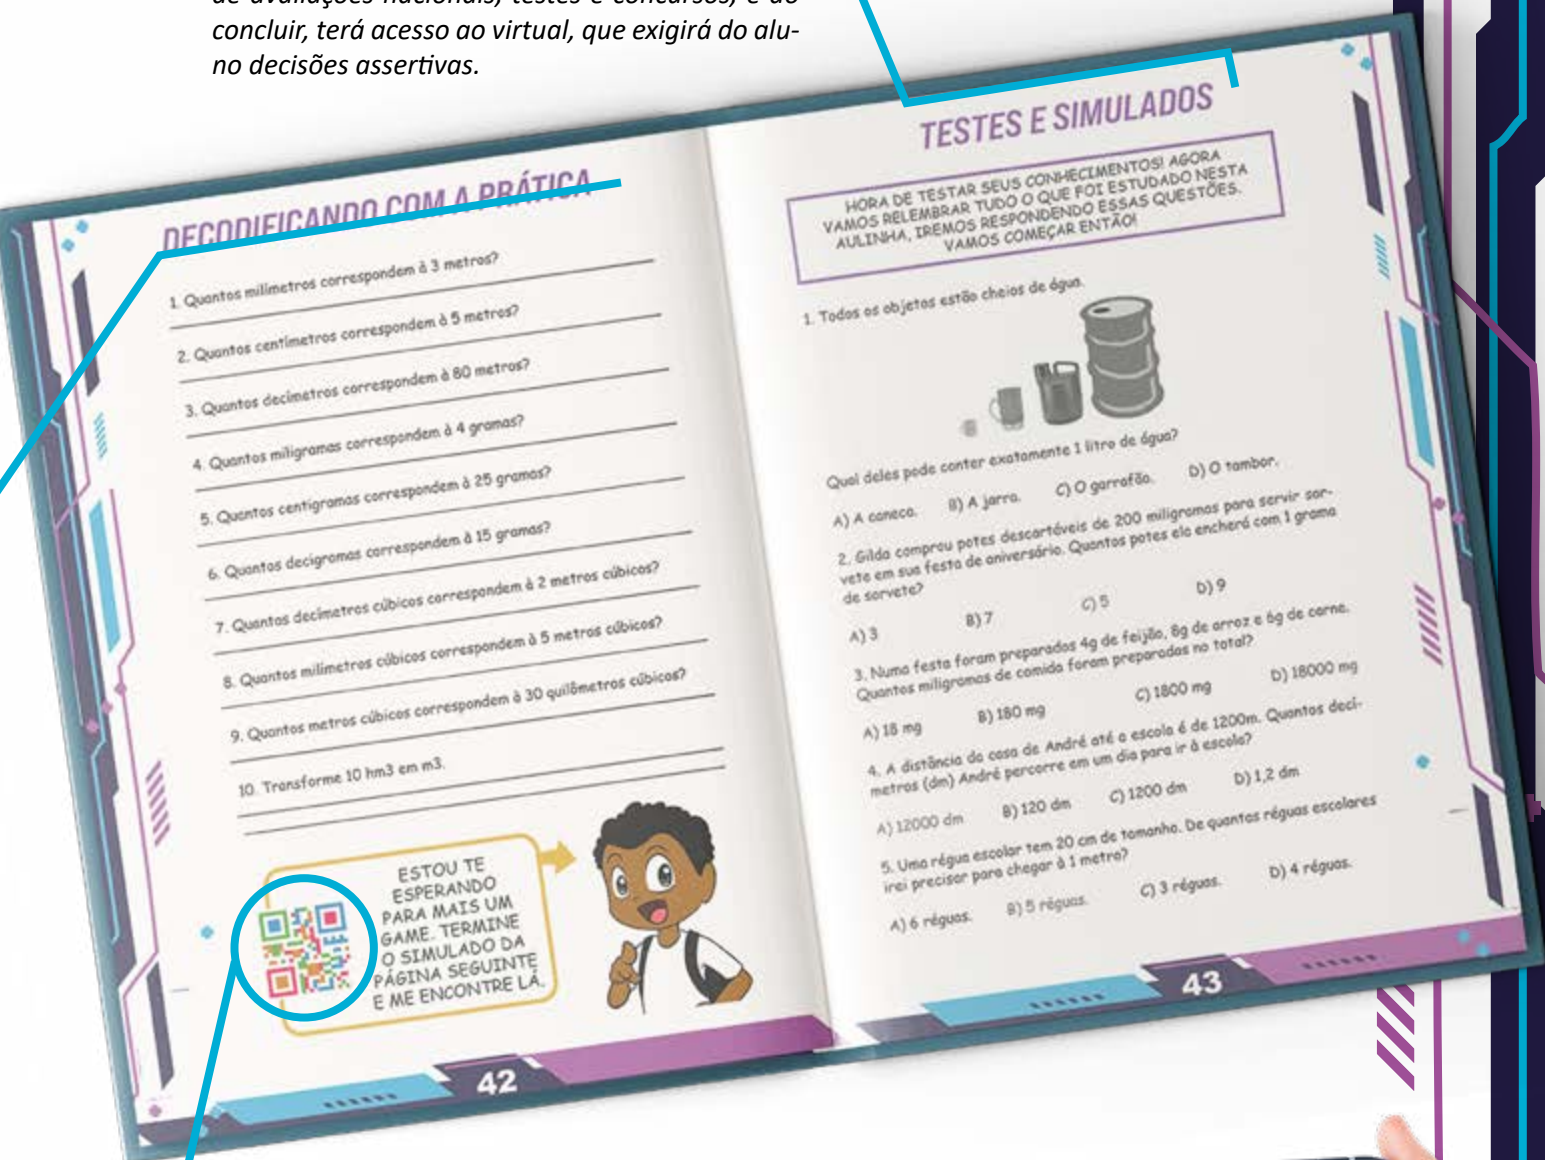 de avaliações nacionais, testes e concursos, e ao
concluir, terá acesso ao virtual, que exigirá do alu-
no decisões assertivas.
DECODIFICANDO COM A PRÁTICA
1. Quantos milímetros correspondem à 3 metros?
2. Quantos centímetros correspondem à 5 metros?
3. Quantos decímetros correspondem à 80 metros?
4. Quantos miligramas correspondem à 4 gramas?
5. Quantos centigramas correspondem à 25 gramas?
6. Quantos decigramas correspondem à 15 gramas?
7. Quantos decímetros cúbicos correspondem à 2 metros cúbicos?
8. Quantos milímetros cúbicos correspondem à 5 metros cúbicos?
9. Quantos metros cúbicos correspondem à 30 quilômetros cúbicos?
10. Transforme 10 hm3 em m3.
ESTOU TE
ESPERANDO
PARA MAIS UM
GAME. TERMINE
O SIMULADO DA
PÁGINA SEGUINTE
E ME ENCONTRE LÁ.
42
TESTES E SIMULADOS
HORA DE TESTAR SEUS CONHECIMENTOS! AGORA
VAMOS RELEMBRAR TUDO O QUE FOI ESTUDADO NESTA
AULINHA, IREMOS RESPONDENDO ESSAS QUESTÕES.
VAMOS COMEÇAR ENTÃO!
1. Todos os objetos estão cheios de água.
Qual deles pode conter exatamente 1 litro de água?
A) A caneca. B) A jarra. C) O garrafão. D) O tambor.
2. Gilda comprou potes descartáveis de 200 miligramas para servir sor-
vete em sua festa de aniversário. Quantos potes ela encherá com 1 grama
de sorvete?
A) 3 B) 7 C) 5 D) 9
3. Numa festa foram preparados 4g de feijão, 8g de arroz e 6g de carne.
Quantos miligramas de comida foram preparadas no total?
A) 18 mg B) 180 mg C) 1800 mg D) 18000 mg
4. A distância da casa de André até a escola é de 1200m. Quantos decí-
metros (dm) André percorre em um dia para ir à escola?
A) 12000 dm B) 120 dm C) 1200 dm D) 1,2 dm
5. Uma régua escolar tem 20 cm de tamanho. De quantas réguas escolares
irei precisar para chegar à 1 metro?
A) 6 réguas. B) 5 réguas. C) 3 réguas. D) 4 réguas.
43